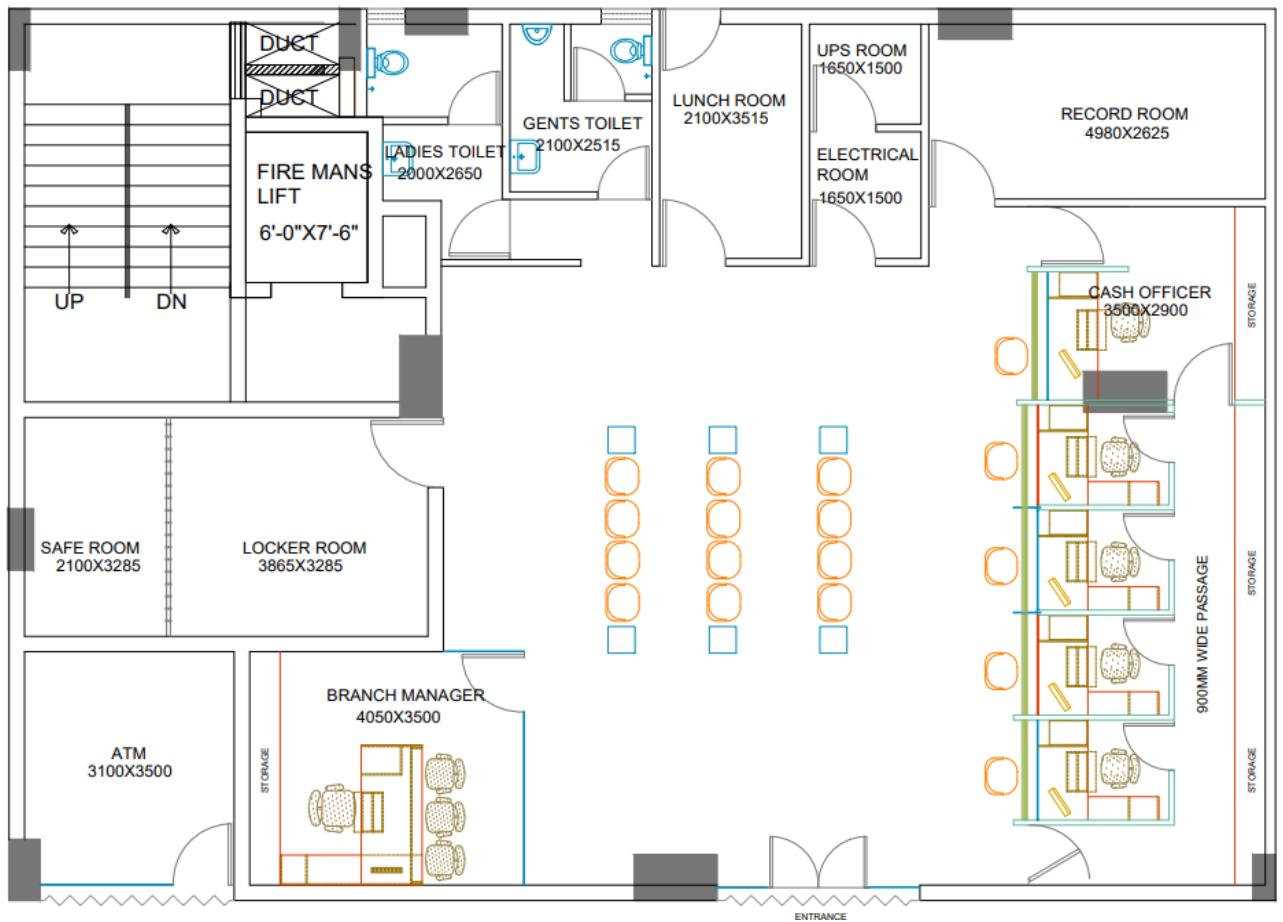 DUCT
DUCT
FIRE MANS
LIFT
6'-0"X7'-6"
UP
DN
LADIES TOILET
2000X2650
GENTS TOILET
2100X2515
LUNCH ROOM
2100X3515
UPS ROOM
1650X1500
ELECTRICAL
ROOM
1650X1500
RECORD ROOM
4980X2625
CASH OFFICER
3500X2900
STORAGE
SAFE ROOM
2100X3285
LOCKER ROOM
3865X3285
STORAGE
900MM WIDE PASSAGE
BRANCH MANAGER
4050X3500
STORAGE
ATM
3100X3500
STORAGE
ENTRANCE